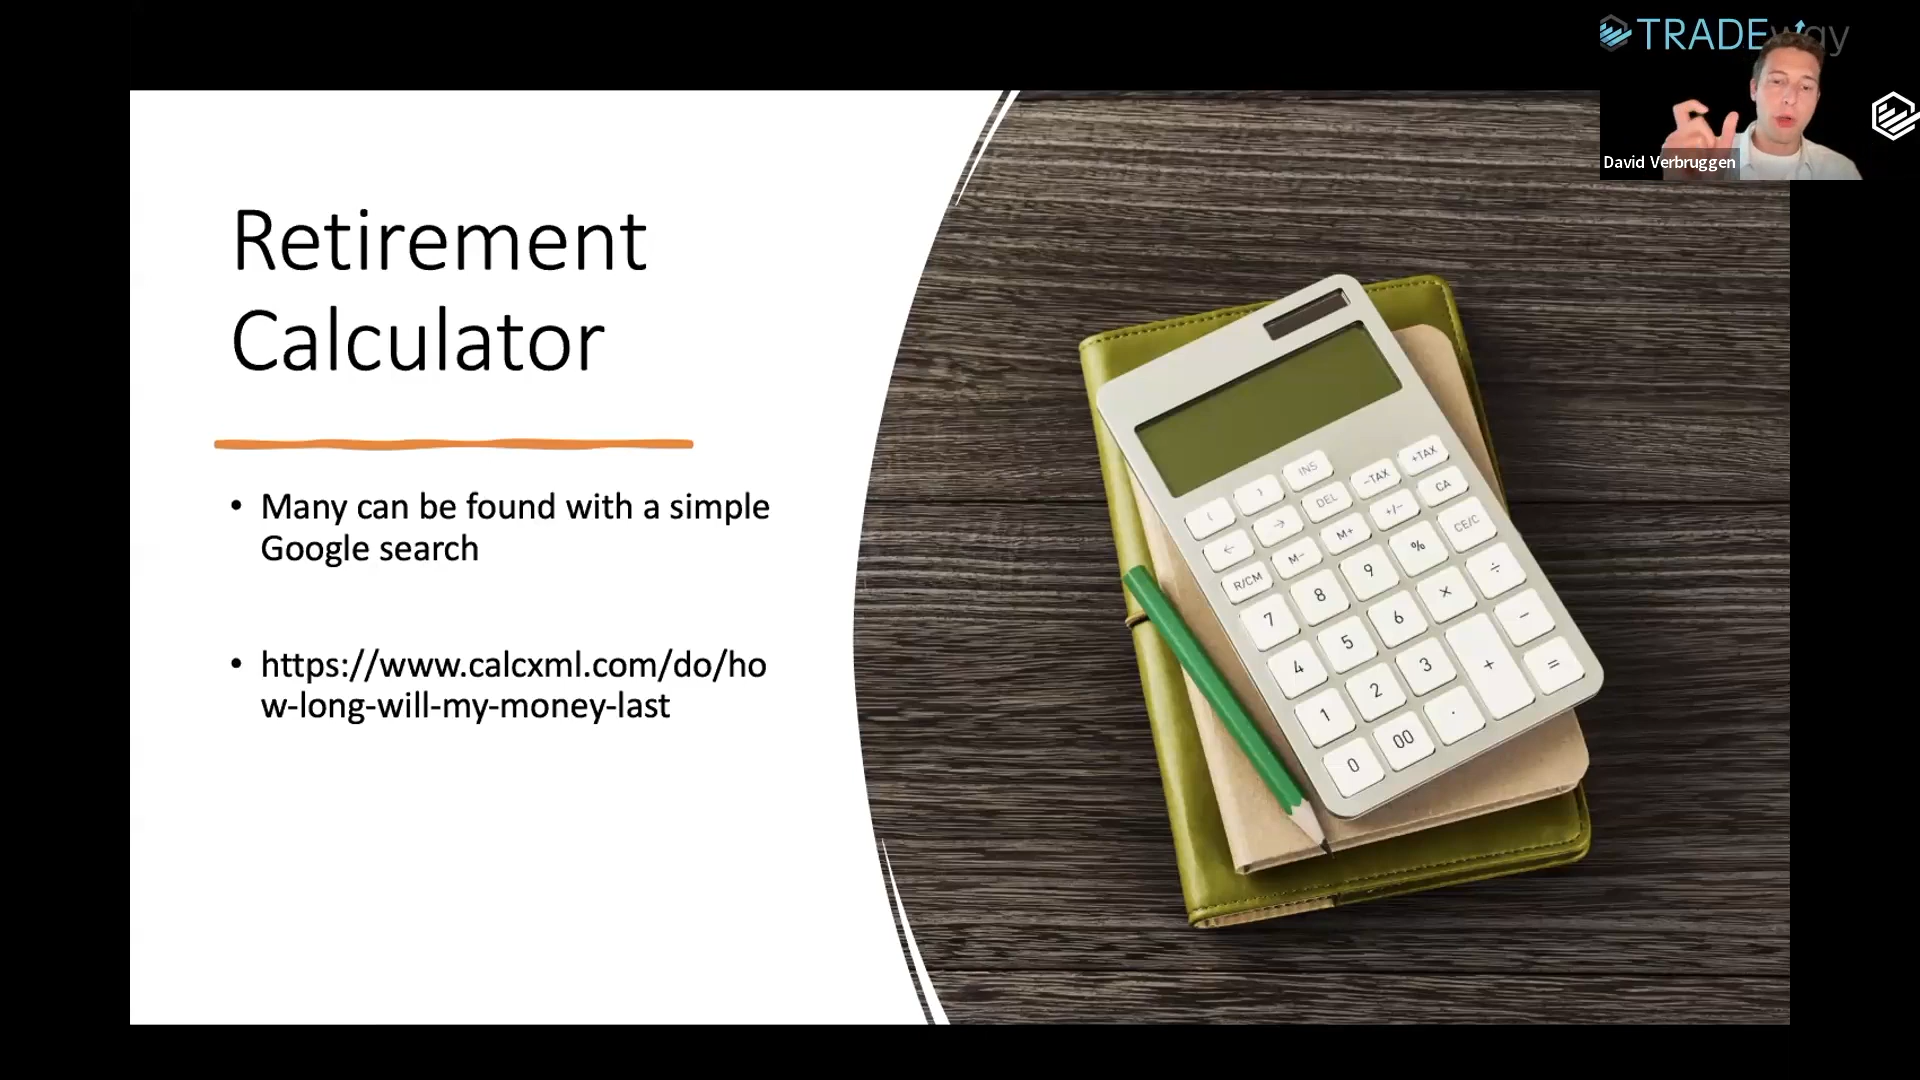 TRADEway
David Verbruggen
Retirement
Calculator
• Many can be found with a simple
Google search
• https://www.calcxml.com/do/ho
w-long-will-my-money-last
( ) INS -TAX +TAX
← → DEL +/- CA
R/CM M- M+ % CE/C
7 8 9 × ÷
4 5 6 + −
1 2 3 =
0 00 .